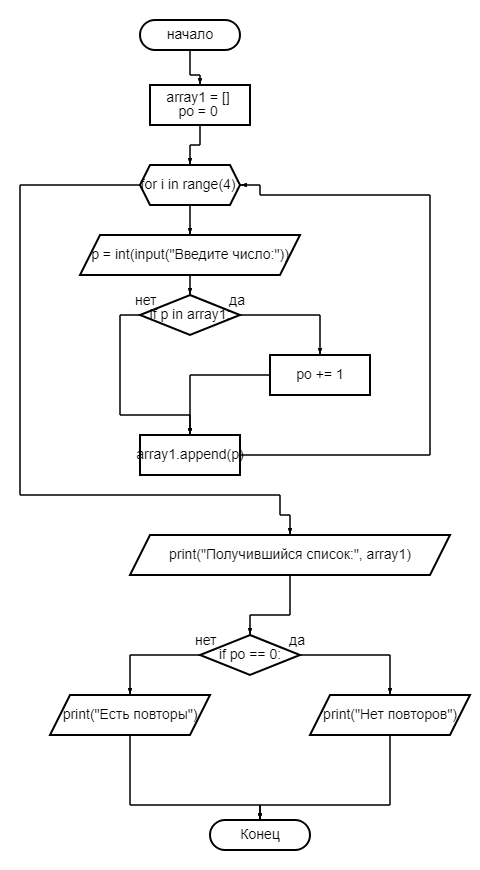 начало
array1 = []
po = 0
for i in range(4):
p = int(input("Введите число:"))
нет
да
if p in array1:
po += 1
array1.append(p)
print("Получившийся список:", array1)
нет
да
if po == 0:
print("Есть повторы")
print("Нет повторов")
Конец